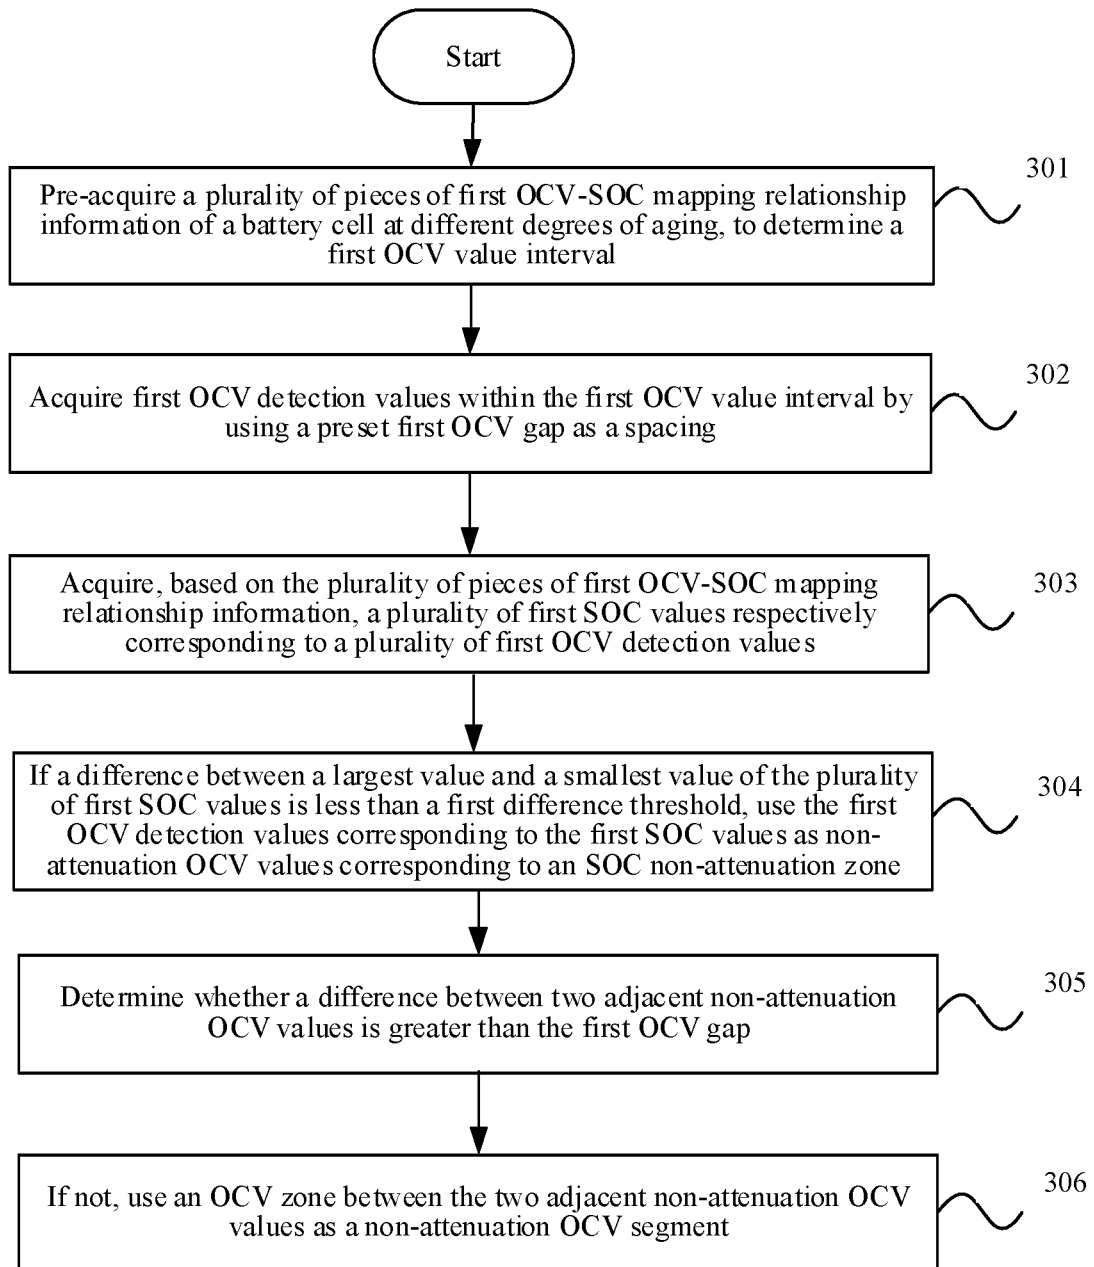 Start
301
Pre-acquire a plurality of pieces of first OCV-SOC mapping relationship
information of a battery cell at different degrees of aging, to determine a
first OCV value interval
302
Acquire first OCV detection values within the first OCV value interval by
using a preset first OCV gap as a spacing
303
Acquire, based on the plurality of pieces of first OCV-SOC mapping
relationship information, a plurality of first SOC values respectively
corresponding to a plurality of first OCV detection values
304
If a difference between a largest value and a smallest value of the plurality
of first SOC values is less than a first difference threshold, use the first
OCV detection values corresponding to the first SOC values as non-
attenuation OCV values corresponding to an SOC non-attenuation zone
305
Determine whether a difference between two adjacent non-attenuation
OCV values is greater than the first OCV gap
306
If not, use an OCV zone between the two adjacent non-attenuation OCV
values as a non-attenuation OCV segment